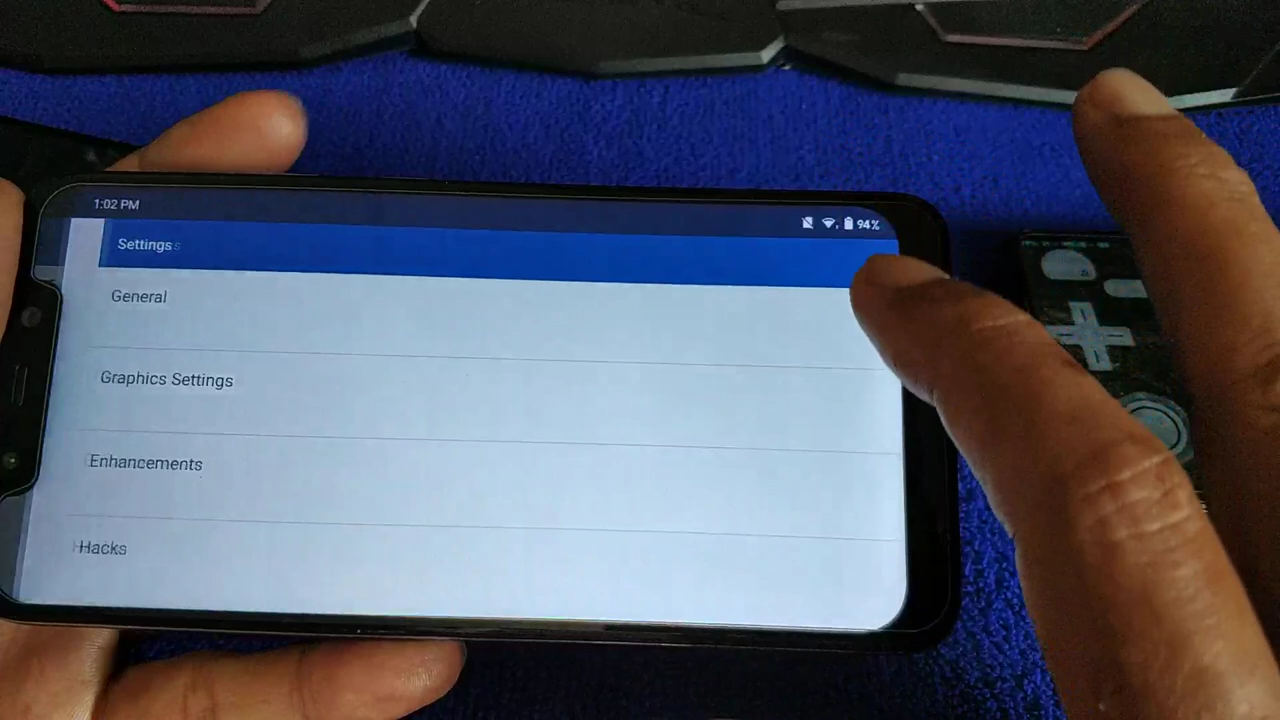 1:02 PM
94%
Settings
General
Graphics Settings
Enhancements
Hacks